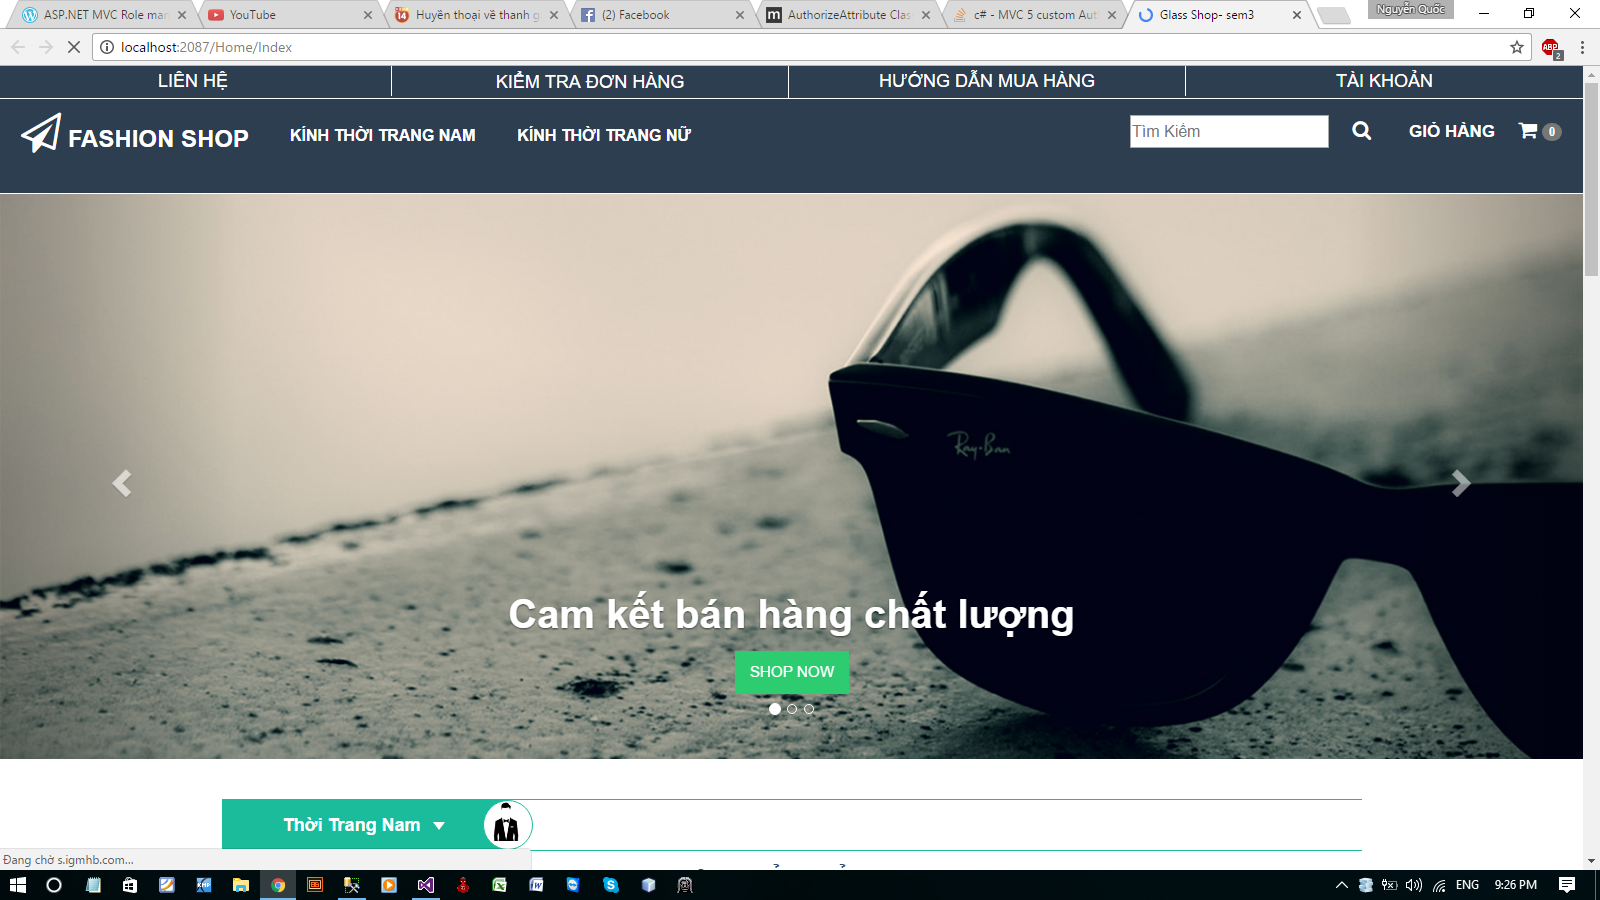 ASP.NET MVC Role mar
YouTube
Huyền thoại về thanh g
(2) Facebook
AuthorizeAttribute Clas
c# - MVC 5 custom Aut
Glass Shop- sem3
Nguyễn Quốc
localhost:2087/Home/Index
ABP
2
LIÊN HỆ
KIỂM TRA ĐƠN HÀNG
HƯỚNG DẪN MUA HÀNG
TÀI KHOẢN
FASHION SHOP
KÍNH THỜI TRANG NAM
KÍNH THỜI TRANG NỮ
Tìm Kiếm
GIỎ HÀNG
0
Ray-Ban
Cam kết bán hàng chất lượng
SHOP NOW
Thời Trang Nam
Đang chờ s.igmhb.com...
ENG
9:26 PM